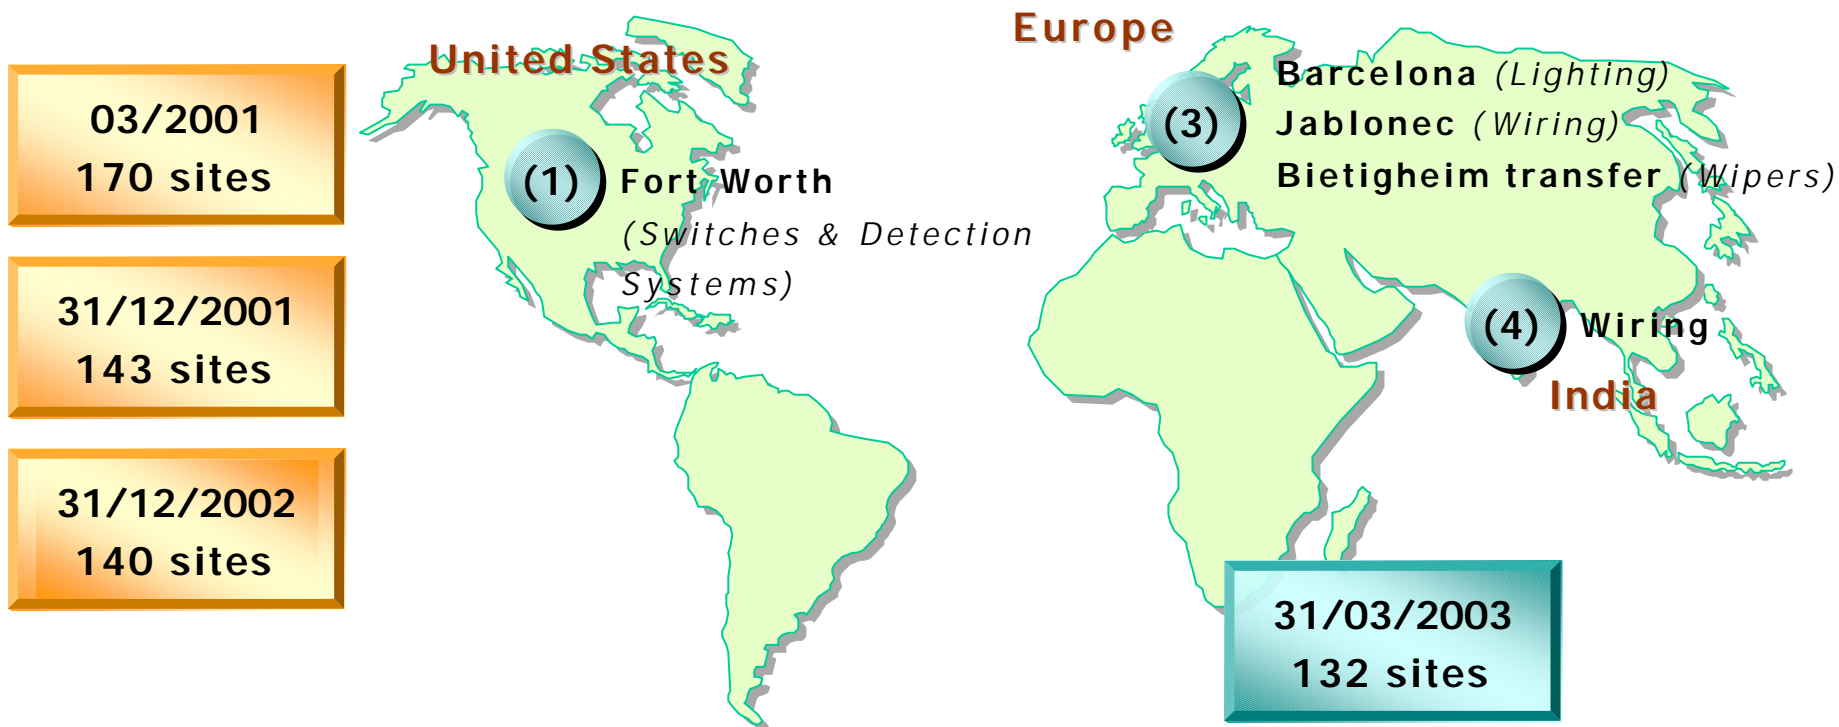 03/2001
170 sites
31/12/2001
143 sites
31/12/2002
140 sites
United States
(1)
Fort Worth
(Switches & Detection
Systems)
Europe
(3)
Barcelona (Lighting)
Jablonec (Wiring)
Bietigheim transfer (Wipers)
(4)
Wiring
India
31/03/2003
132 sites